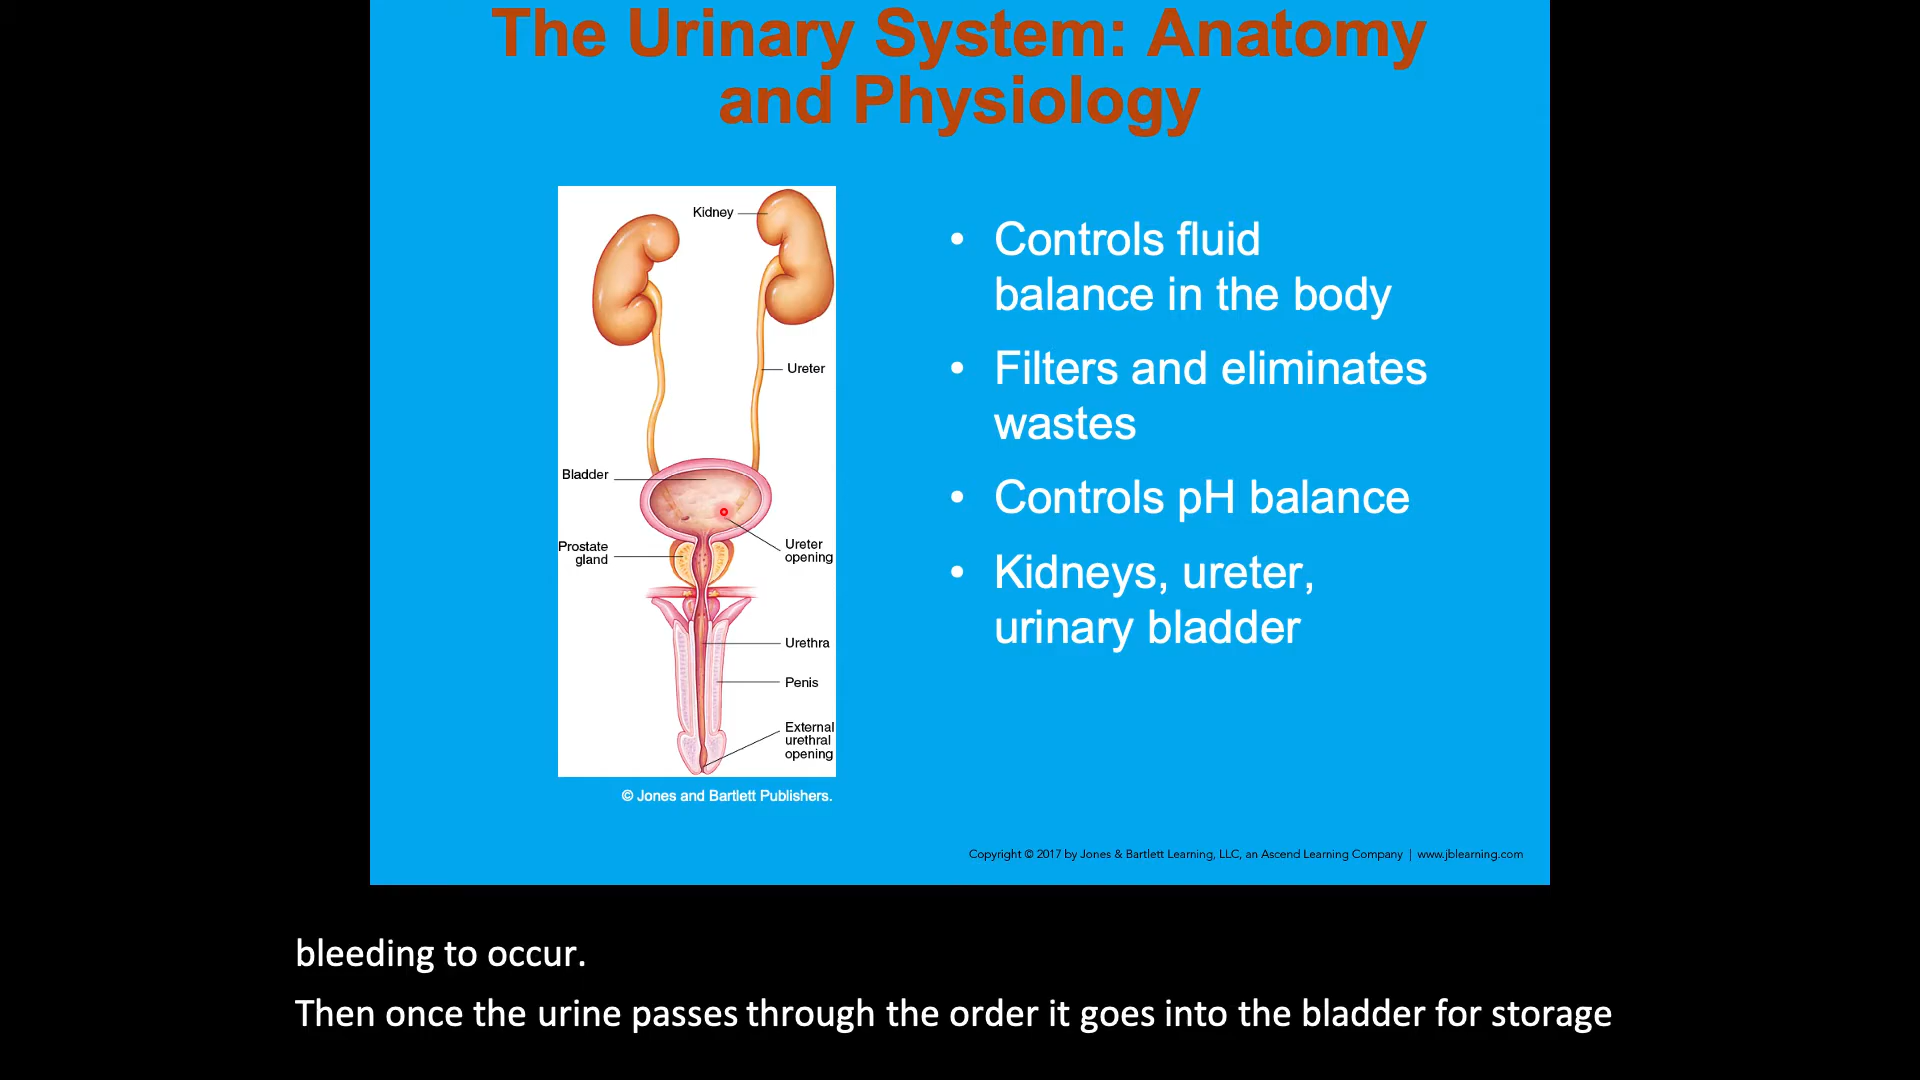 The Urinary System: Anatomy
and Physiology
Kidney
Ureter
Bladder
Prostate
gland
Ureter
opening
Urethra
Penis
External
urethral
opening
© Jones and Bartlett Publishers.
• Controls fluid
balance in the body
• Filters and eliminates
wastes
• Controls pH balance
• Kidneys, ureter,
urinary bladder
Copyright © 2017 by Jones & Bartlett Learning, LLC, an Ascend Learning Company | www.jblearning.com
bleeding to occur.
Then once the urine passes through the order it goes into the bladder for storage